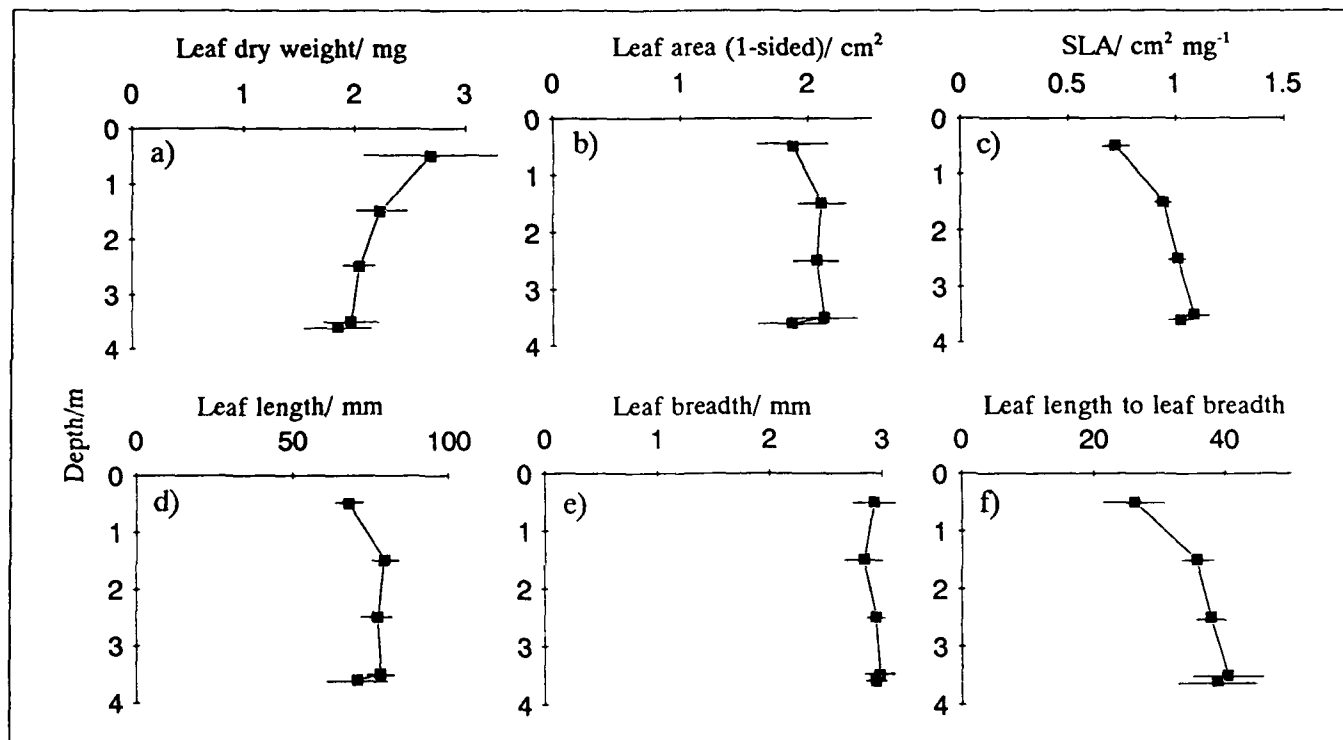 Leaf dry weight/ mg
0 1 2 3
0
1
2
3
4
a)
Leaf area (1-sided)/ cm²
0 1 2
0
1
2
3
4
b)
SLA/ cm² mg⁻¹
0 0.5 1 1.5
0
1
2
3
4
c)
Depth/m
Leaf length/ mm
0 50 100
0
1
2
3
4
d)
Leaf breadth/ mm
0 1 2 3
0
1
2
3
4
e)
Leaf length to leaf breadth
0 20 40
0
1
2
3
4
f)